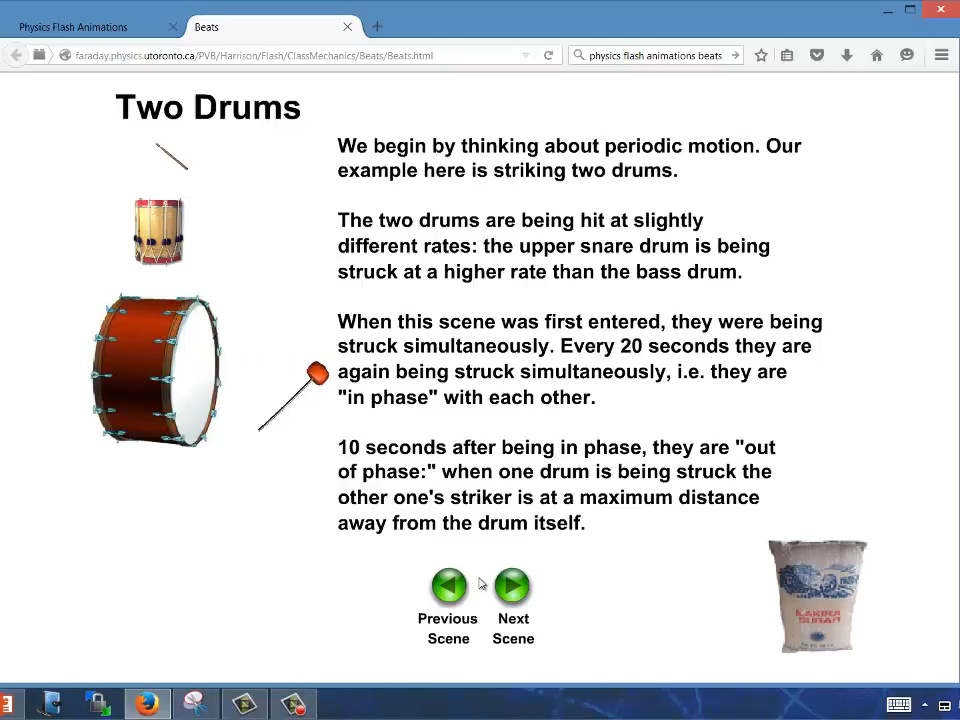 Physics Flash Animations
Beats
faraday.physics.utoronto.ca/PVB/Harrison/Flash/ClassMechanics/Beats/Beats.html
physics flash animations beats
Two Drums
We begin by thinking about periodic motion. Our
example here is striking two drums.
The two drums are being hit at slightly
different rates: the upper snare drum is being
struck at a higher rate than the bass drum.
When this scene was first entered, they were being
struck simultaneously. Every 20 seconds they are
again being struck simultaneously, i.e. they are
"in phase" with each other.
10 seconds after being in phase, they are "out
of phase:" when one drum is being struck the
other one's striker is at a maximum distance
away from the drum itself.
Previous
Scene
Next
Scene
KAKIRA
SUGAR